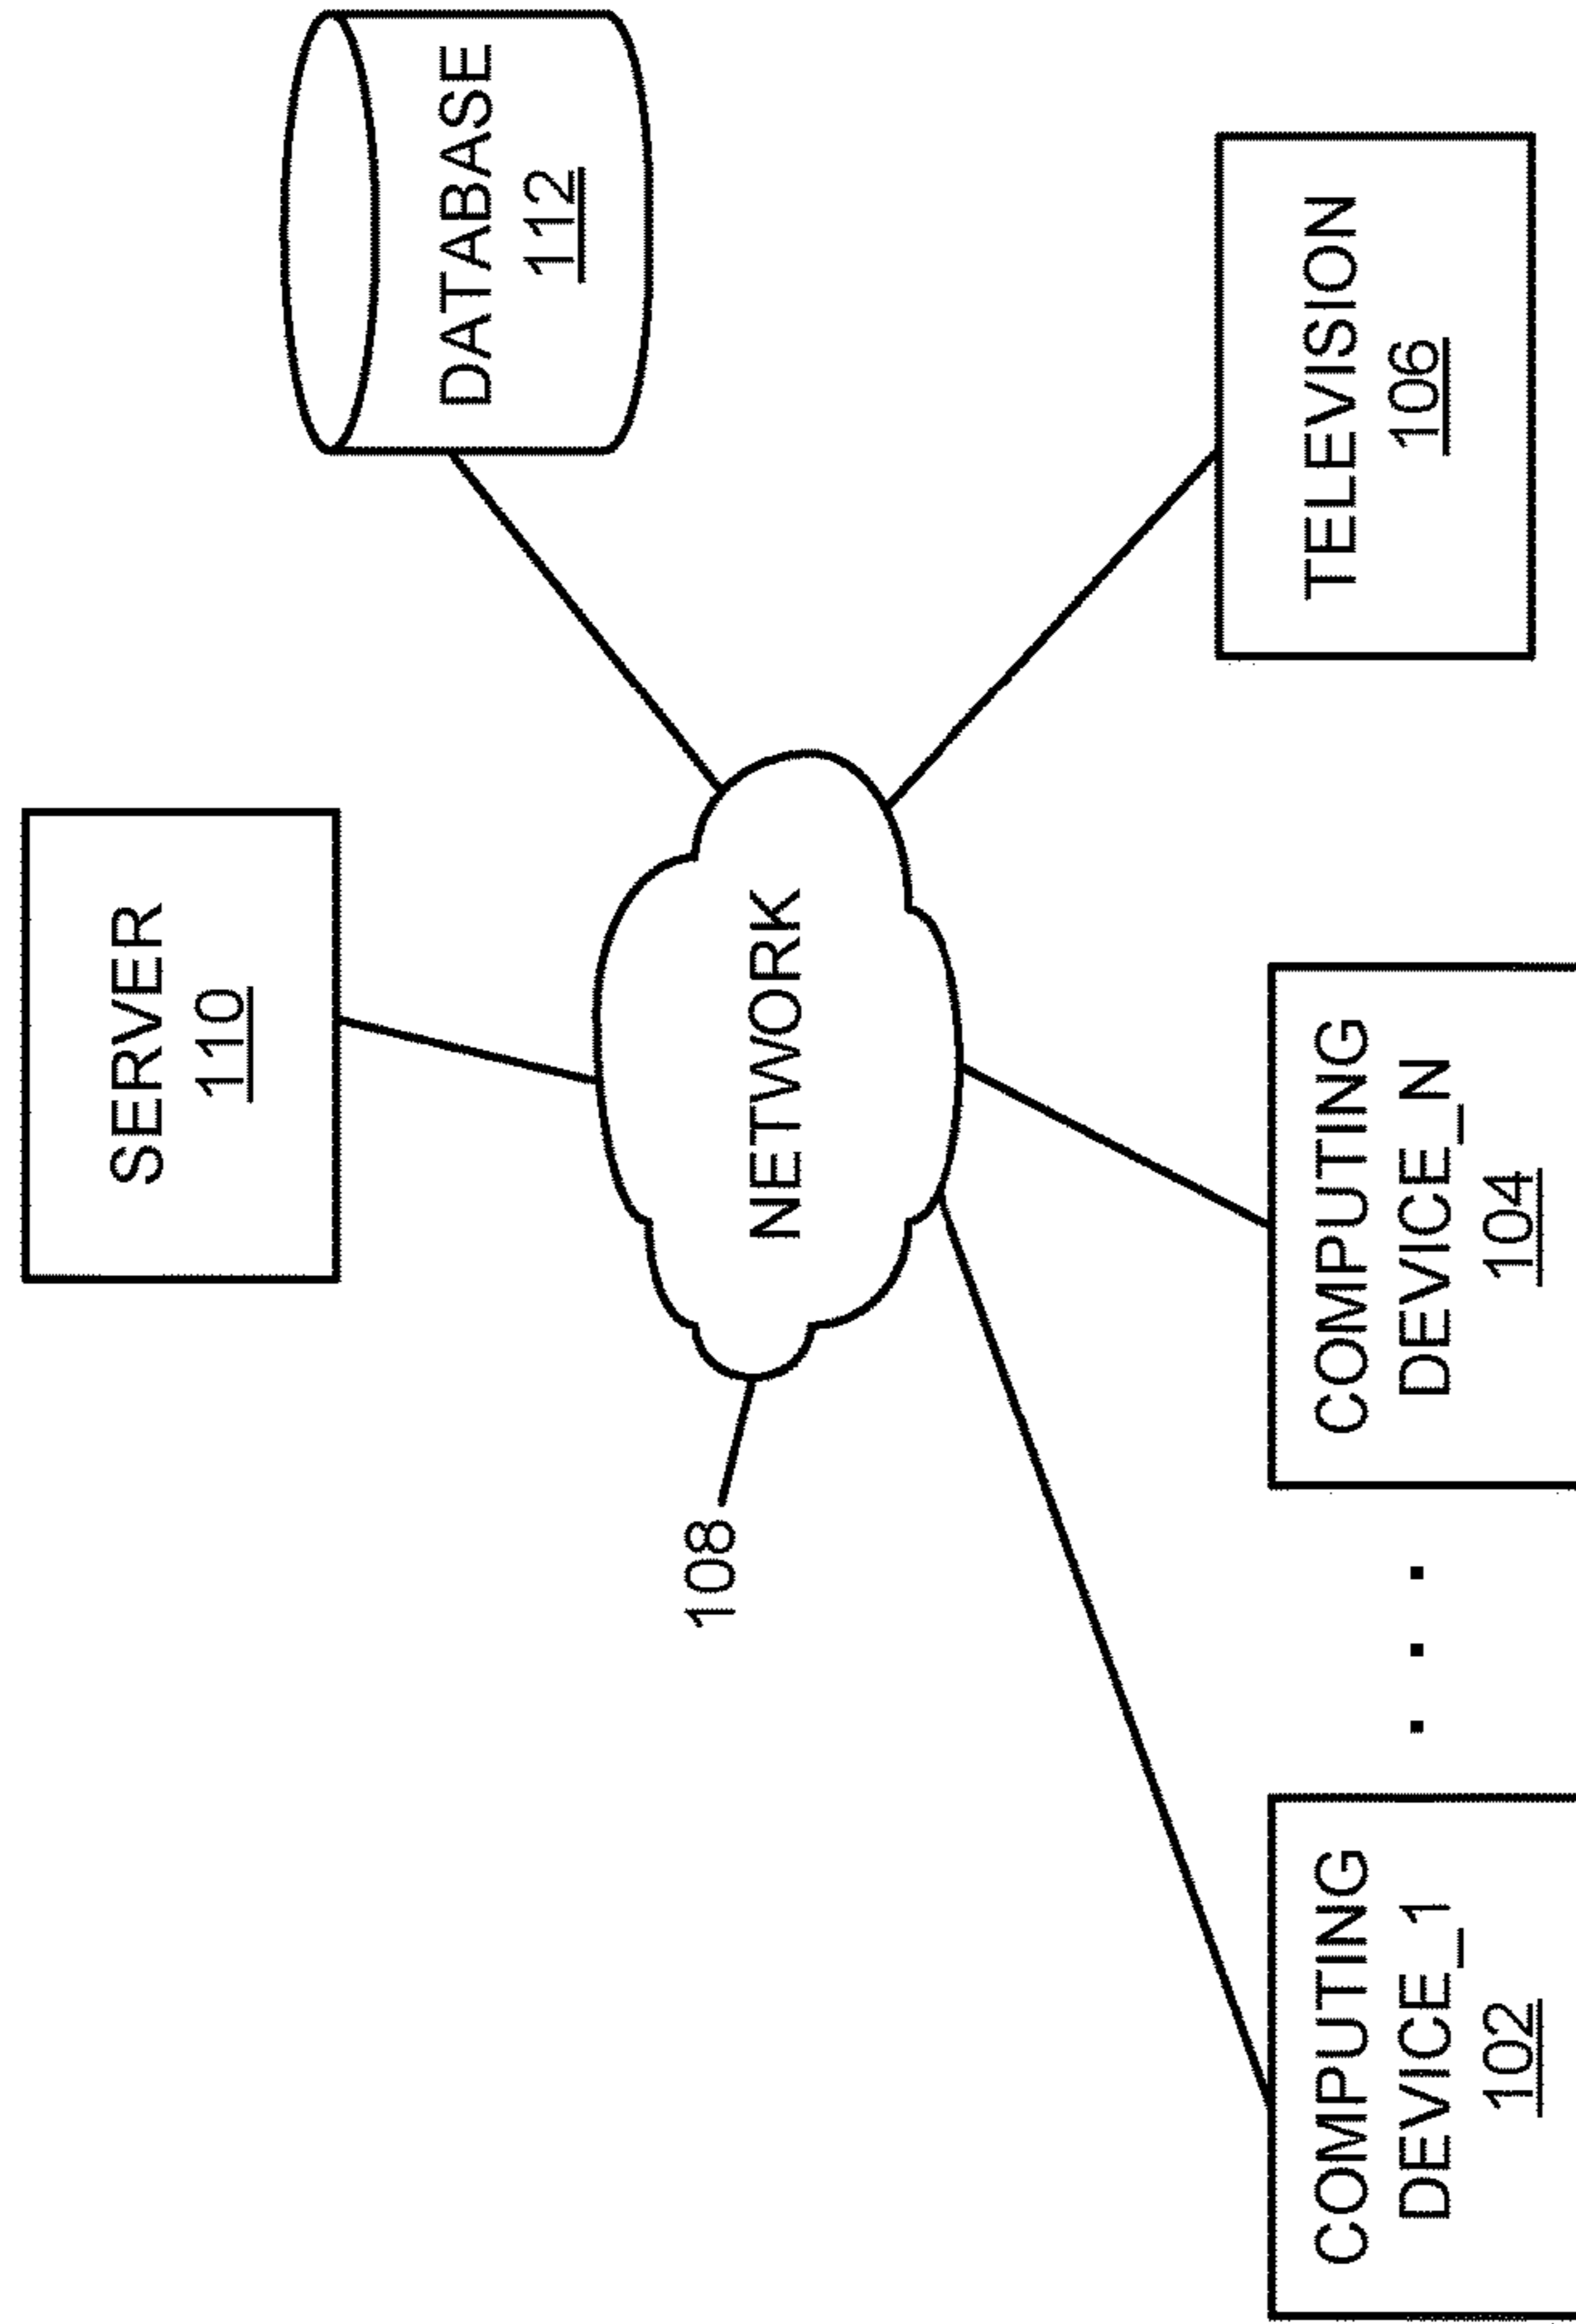 SERVER
110
DATABASE
112
NETWORK
108
COMPUTING
DEVICE_1
102
. . .
COMPUTING
DEVICE_N
104
TELEVISION
106